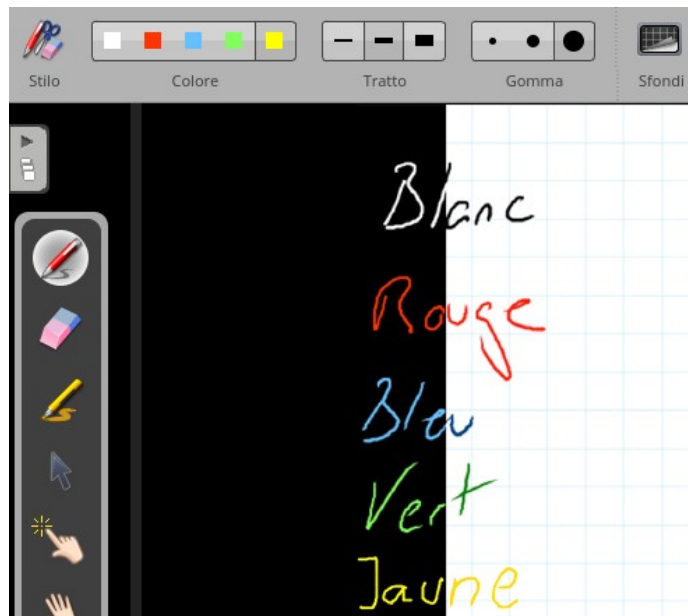 Stilo Colore Tratto Gomma Sfondi
Blanc
Rouge
Bleu
Vert
Jaune